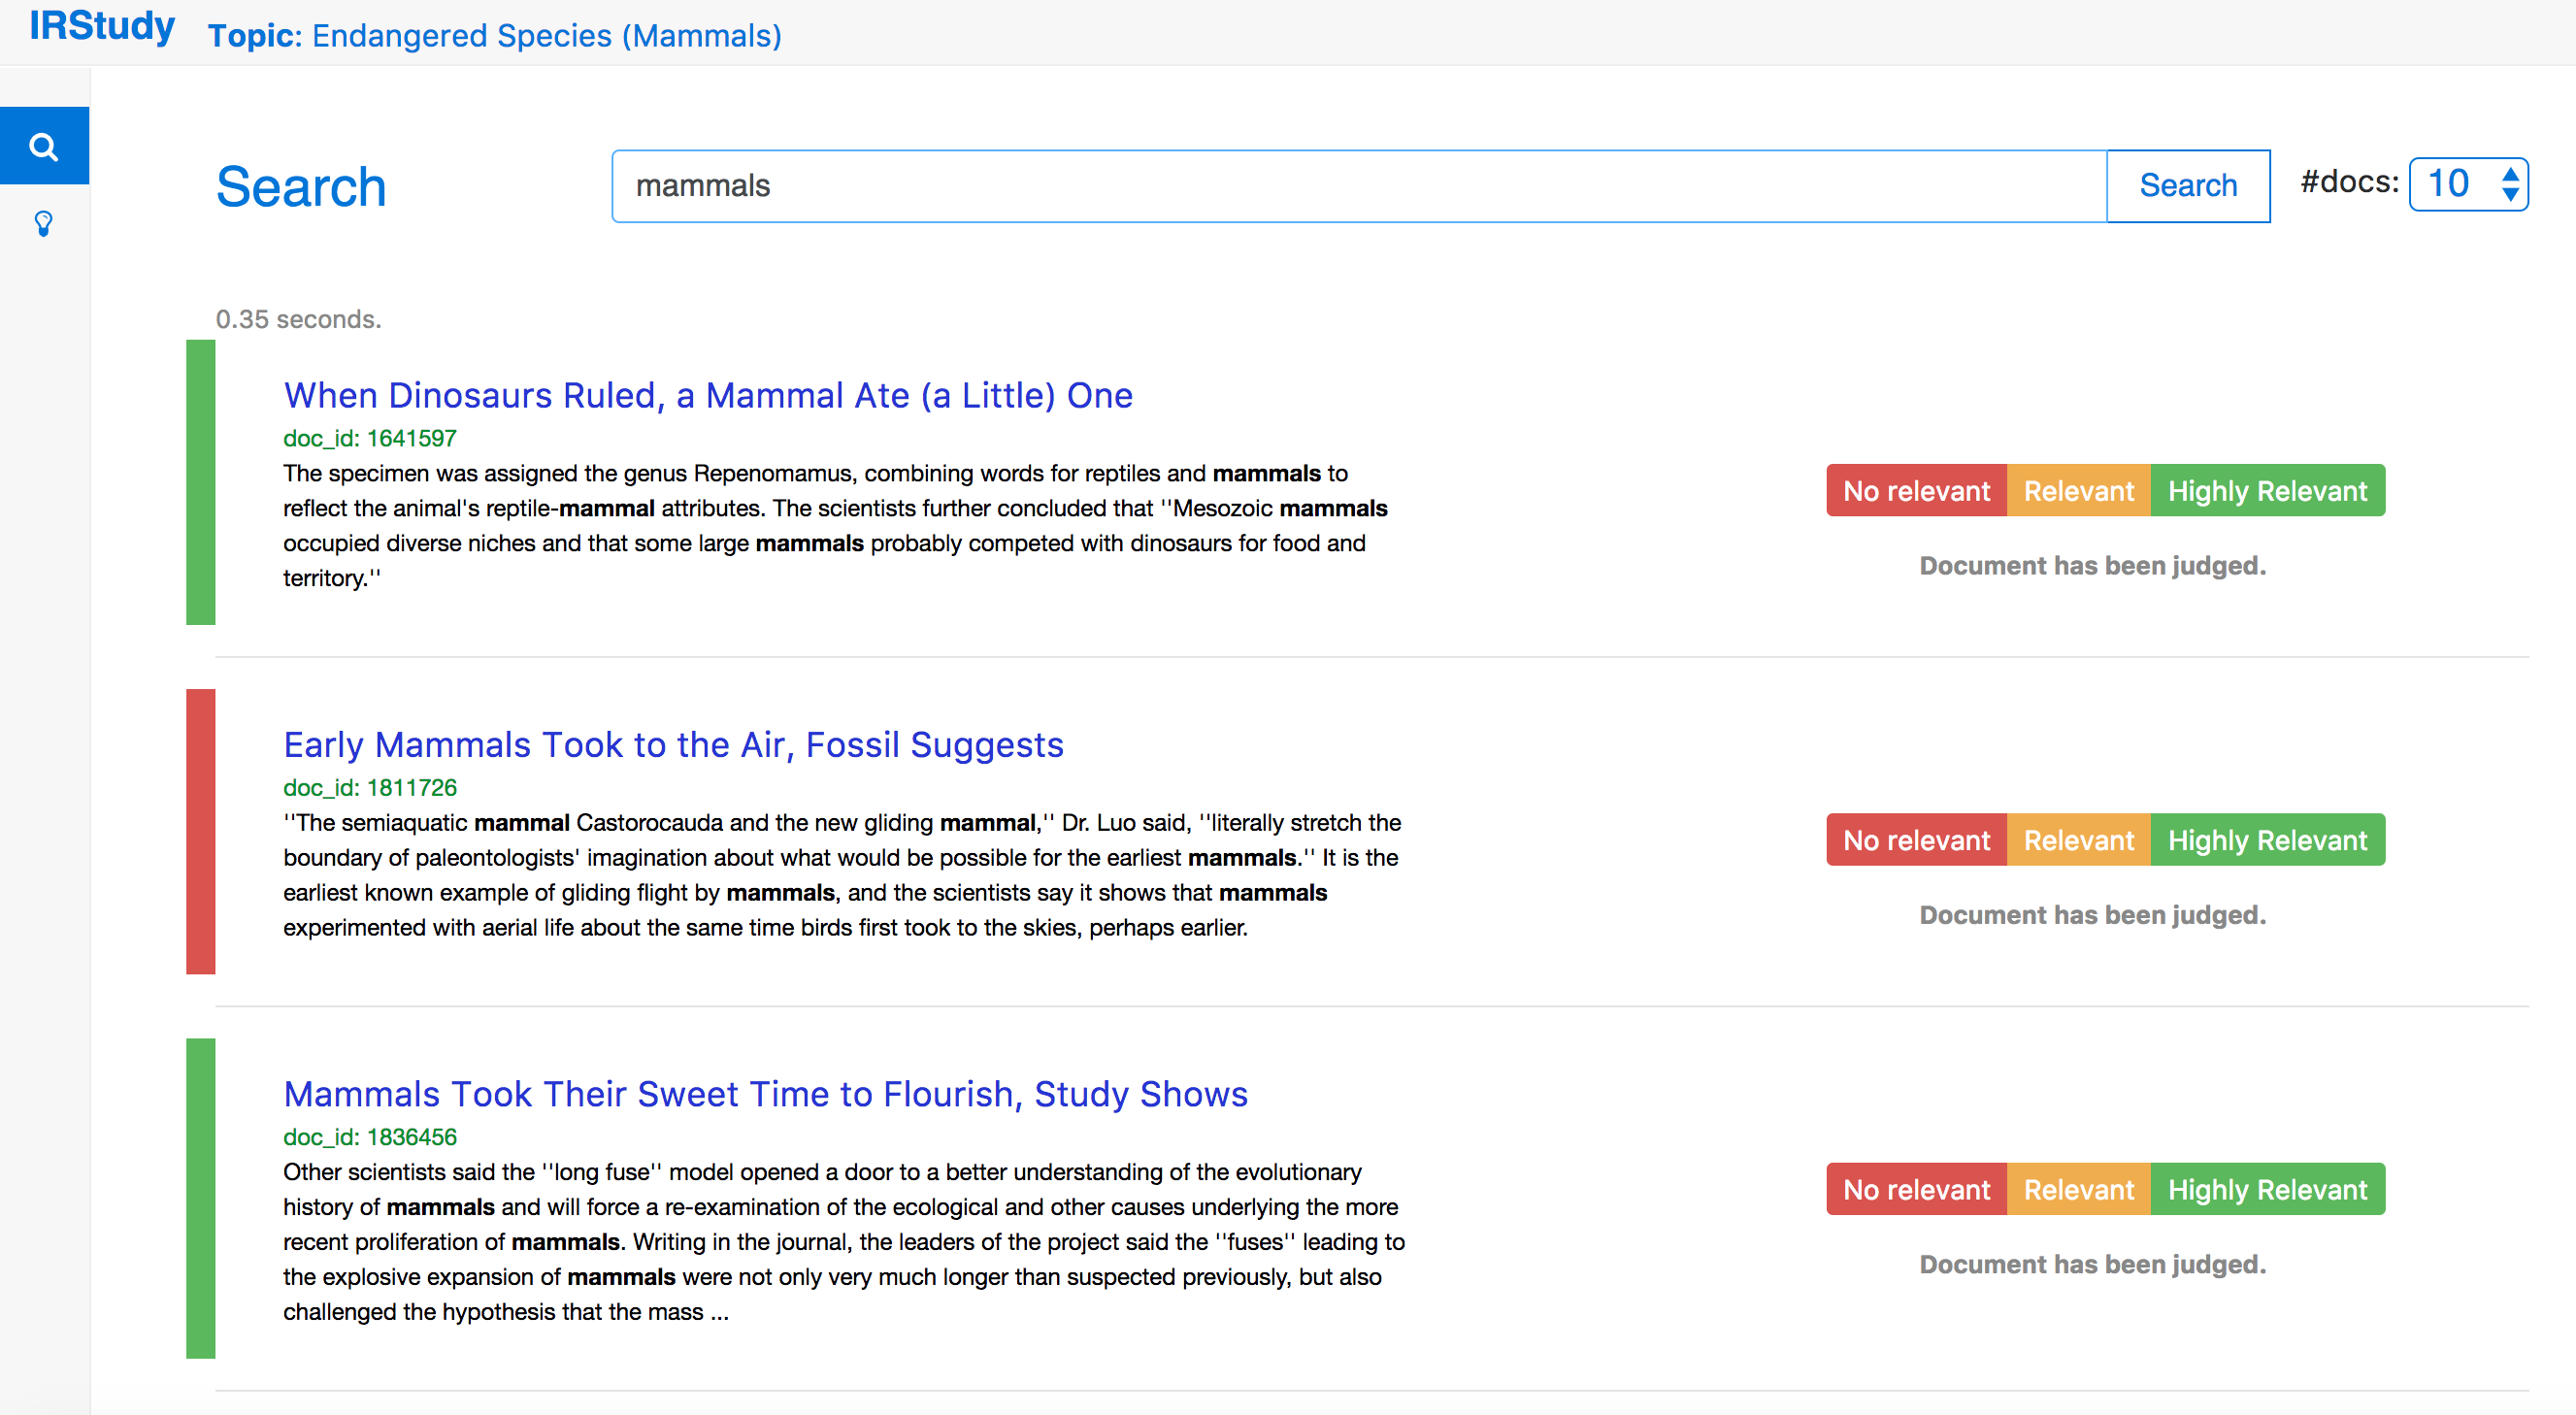 IRStudy Topic: Endangered Species (Mammals)
Search mammals Search #docs: 10
0.35 seconds.
When Dinosaurs Ruled, a Mammal Ate (a Little) One
doc_id: 1641597
The specimen was assigned the genus Repenomamus, combining words for reptiles and mammals to
reflect the animal's reptile-mammal attributes. The scientists further concluded that ''Mesozoic mammals
occupied diverse niches and that some large mammals probably competed with dinosaurs for food and
territory.''
No relevant Relevant Highly Relevant
Document has been judged.
Early Mammals Took to the Air, Fossil Suggests
doc_id: 1811726
''The semiaquatic mammal Castorocauda and the new gliding mammal,'' Dr. Luo said, ''literally stretch the
boundary of paleontologists' imagination about what would be possible for the earliest mammals.'' It is the
earliest known example of gliding flight by mammals, and the scientists say it shows that mammals
experimented with aerial life about the same time birds first took to the skies, perhaps earlier.
No relevant Relevant Highly Relevant
Document has been judged.
Mammals Took Their Sweet Time to Flourish, Study Shows
doc_id: 1836456
Other scientists said the ''long fuse'' model opened a door to a better understanding of the evolutionary
history of mammals and will force a re-examination of the ecological and other causes underlying the more
recent proliferation of mammals. Writing in the journal, the leaders of the project said the ''fuses'' leading to
the explosive expansion of mammals were not only very much longer than suspected previously, but also
challenged the hypothesis that the mass ...
No relevant Relevant Highly Relevant
Document has been judged.